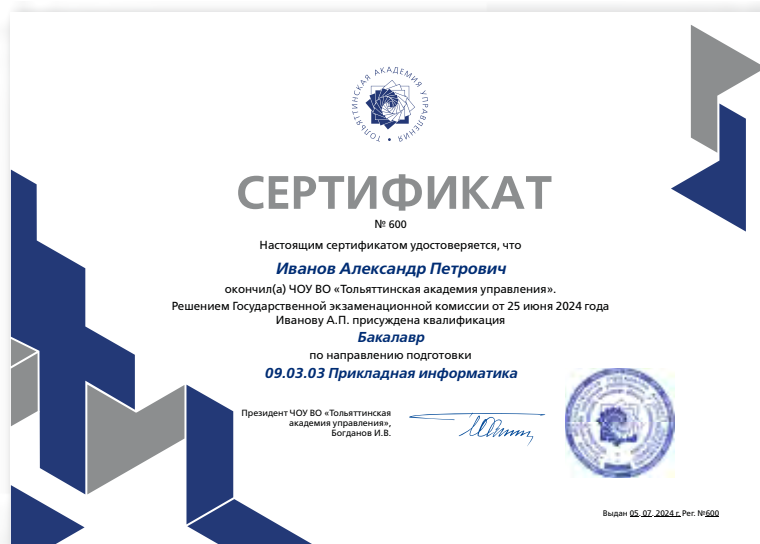 ТОЛЬЯТТИНСКАЯ АКАДЕМИЯ УПРАВЛЕНИЯ
СЕРТИФИКАТ
№ 600
Настоящим сертификатом удостоверяется, что
Иванов Александр Петрович
окончил(а) ЧОУ ВО «Тольяттинская академия управления».
Решением Государственной экзаменационной комиссии от 25 июня 2024 года
Иванову А.П. присуждена квалификация
Бакалавр
по направлению подготовки
09.03.03 Прикладная информатика
Президент ЧОУ ВО «Тольяттинская
академия управления»,
Богданов И.В.
Выдан 05. 07. 2024 г. Рег. №600